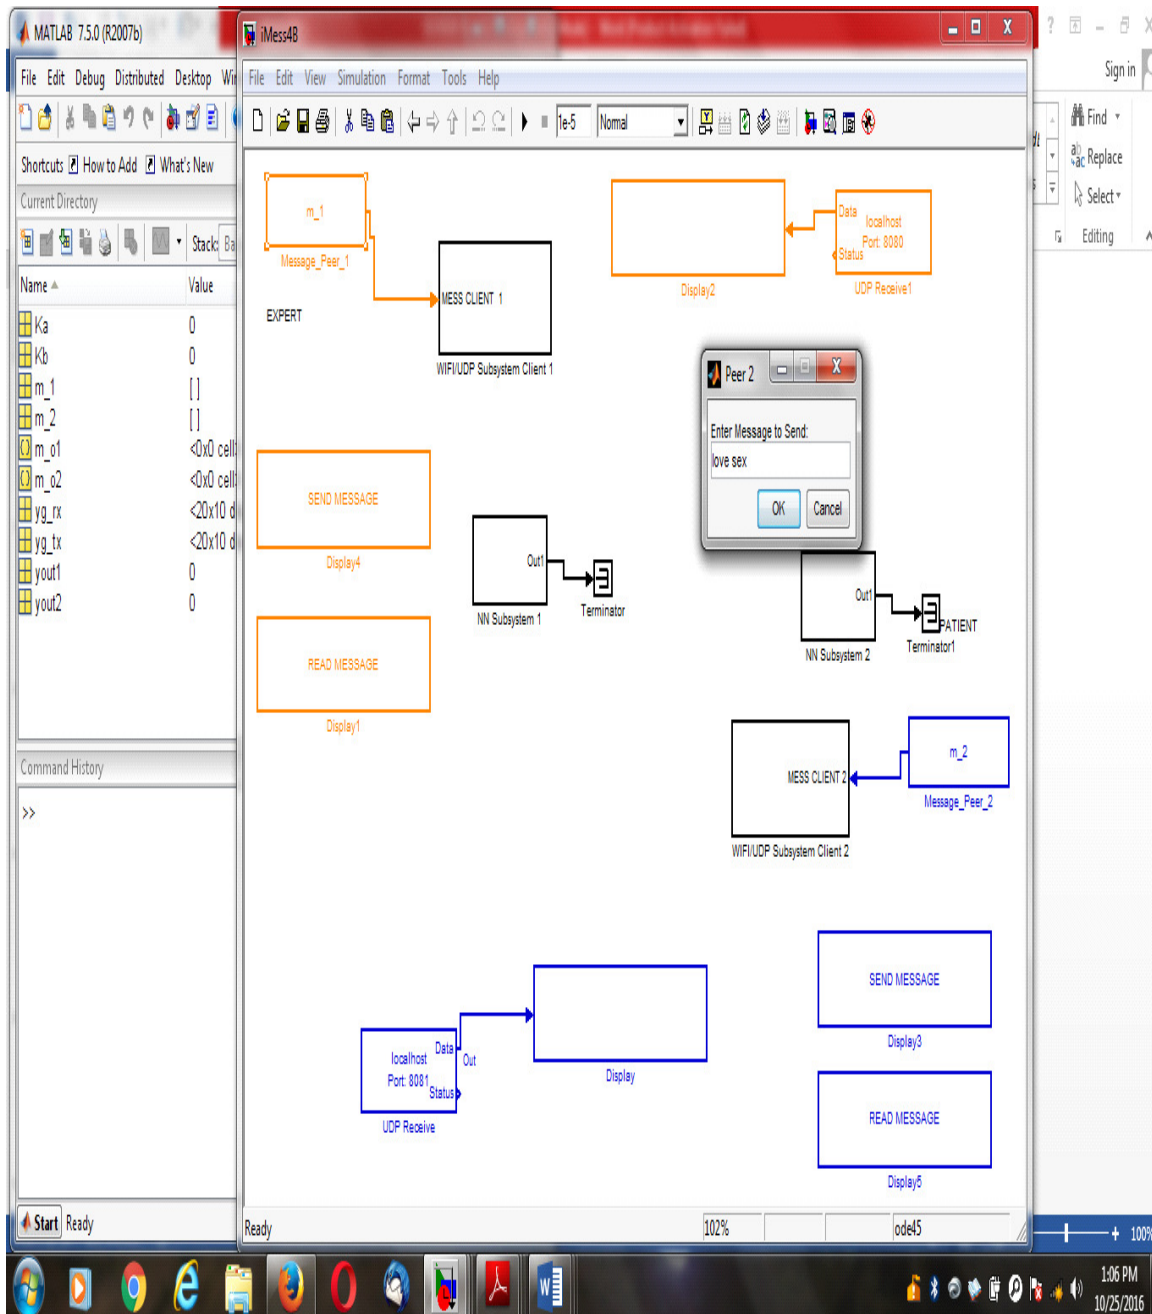 MATLAB 7.5.0 (R2007b)
File Edit Debug Distributed Desktop Win
Shortcuts How to Add What's New
Current Directory
Stack: Ba
Name Value
Ka 0
Kb 0
m_1 [ ]
m_2 [ ]
m_o1 <0x0 cell
m_o2 <0x0 cell
yg_rx <20x10 d
yg_tx <20x10 d
yout1 0
yout2 0
Command History
>>
Start Ready
iMess4B
File Edit View Simulation Format Tools Help
1e-5 Normal
m_1
Message_Peer_1
EXPERT
MESS CLIENT 1
WIFI/UDP Subsystem Client 1
Display2
Data
localhost
Port: 8080
Status
UDP Receive1
Peer 2
Enter Message to Send:
love sex
OK Cancel
SEND MESSAGE
Display4
Out1
NN Subsystem 1
Terminator
Out1
NN Subsystem 2
PATIENT
Terminator1
READ MESSAGE
Display1
MESS CLIENT 2
WIFI/UDP Subsystem Client 2
m_2
Message_Peer_2
localhost
Port: 8081
Data
Status
Out
UDP Receive
Display
SEND MESSAGE
Display3
READ MESSAGE
Display5
Ready 102% ode45
Sign in
Find
Replace
Select
Editing
100%
1:06 PM
10/25/2016